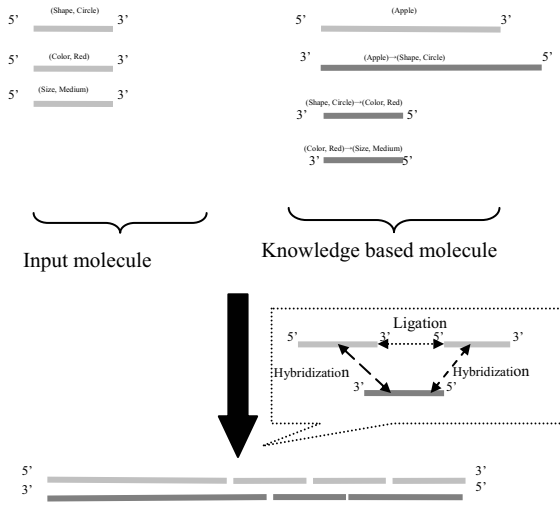 (Shape, Circle)
5’ 3’
(Color, Red)
5’ 3’
(Size, Medium)
5’ 3’
Input molecule
(Apple)
5’ 3’
3’ (Apple)→(Shape, Circle) 5’
(Shape, Circle)→(Color, Red)
3’ 5’
(Color, Red)→(Size, Medium)
3’ 5’
Knowledge based molecule
Ligation
5’ 3’ 5’ 3’
Hybridization Hybridization
3’ 5’
5’ 3’
3’ 5’